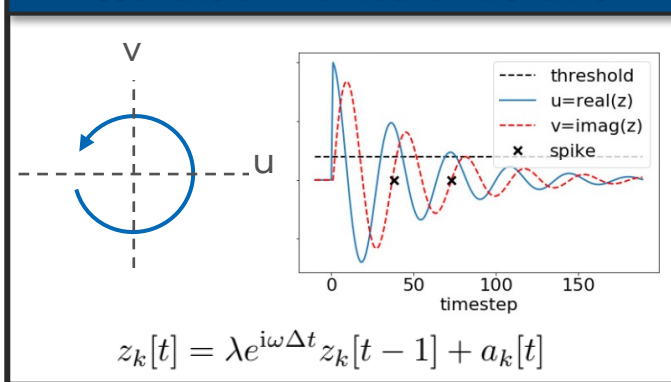 v
u
threshold
u=real(z)
v=imag(z)
spike
0 50 100 150
timestep
z_k[t] = λe^{iωΔt} z_k[t − 1] + a_k[t]